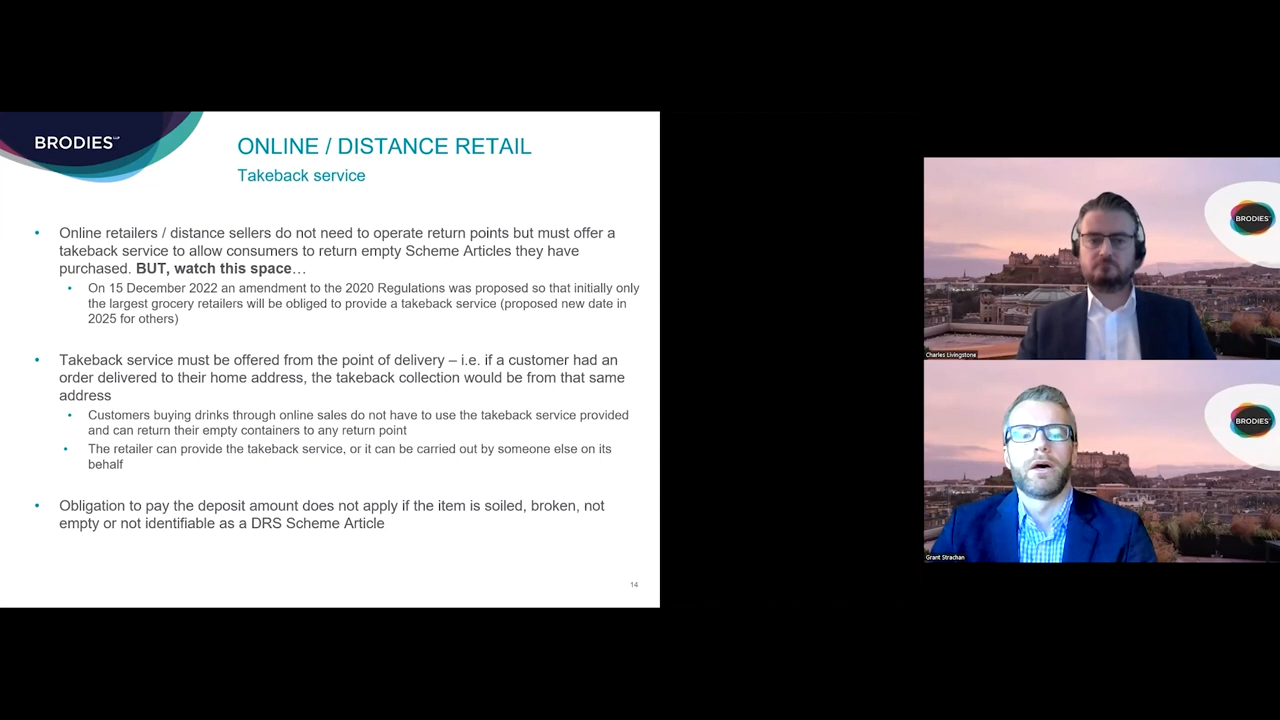 BRODIES LLP
ONLINE / DISTANCE RETAIL
Takeback service
• Online retailers / distance sellers do not need to operate return points but must offer a
takeback service to allow consumers to return empty Scheme Articles they have
purchased. BUT, watch this space…
• On 15 December 2022 an amendment to the 2020 Regulations was proposed so that initially only
the largest grocery retailers will be obliged to provide a takeback service (proposed new date in
2025 for others)
• Takeback service must be offered from the point of delivery – i.e. if a customer had an
order delivered to their home address, the takeback collection would be from that same
address
• Customers buying drinks through online sales do not have to use the takeback service provided
and can return their empty containers to any return point
• The retailer can provide the takeback service, or it can be carried out by someone else on its
behalf
• Obligation to pay the deposit amount does not apply if the item is soiled, broken, not
empty or not identifiable as a DRS Scheme Article
14
BRODIES
Charles Livingstone
BRODIES
Grant Strachan